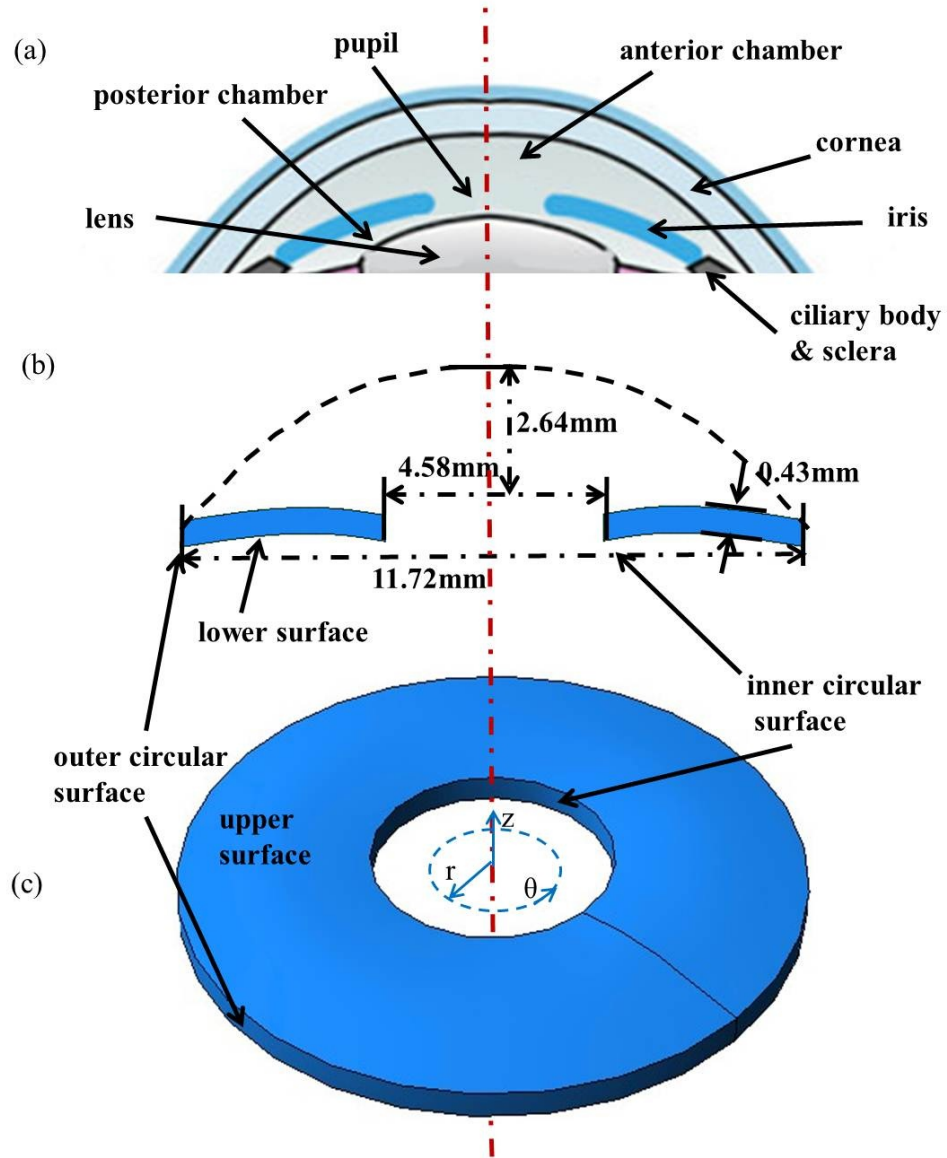 (a)
pupil
anterior chamber
posterior chamber
cornea
lens
iris
ciliary body
& sclera
(b)
2.64mm
4.58mm
0.43mm
11.72mm
lower surface
inner circular
surface
outer circular
surface
upper
surface
z
(c)
r
θ